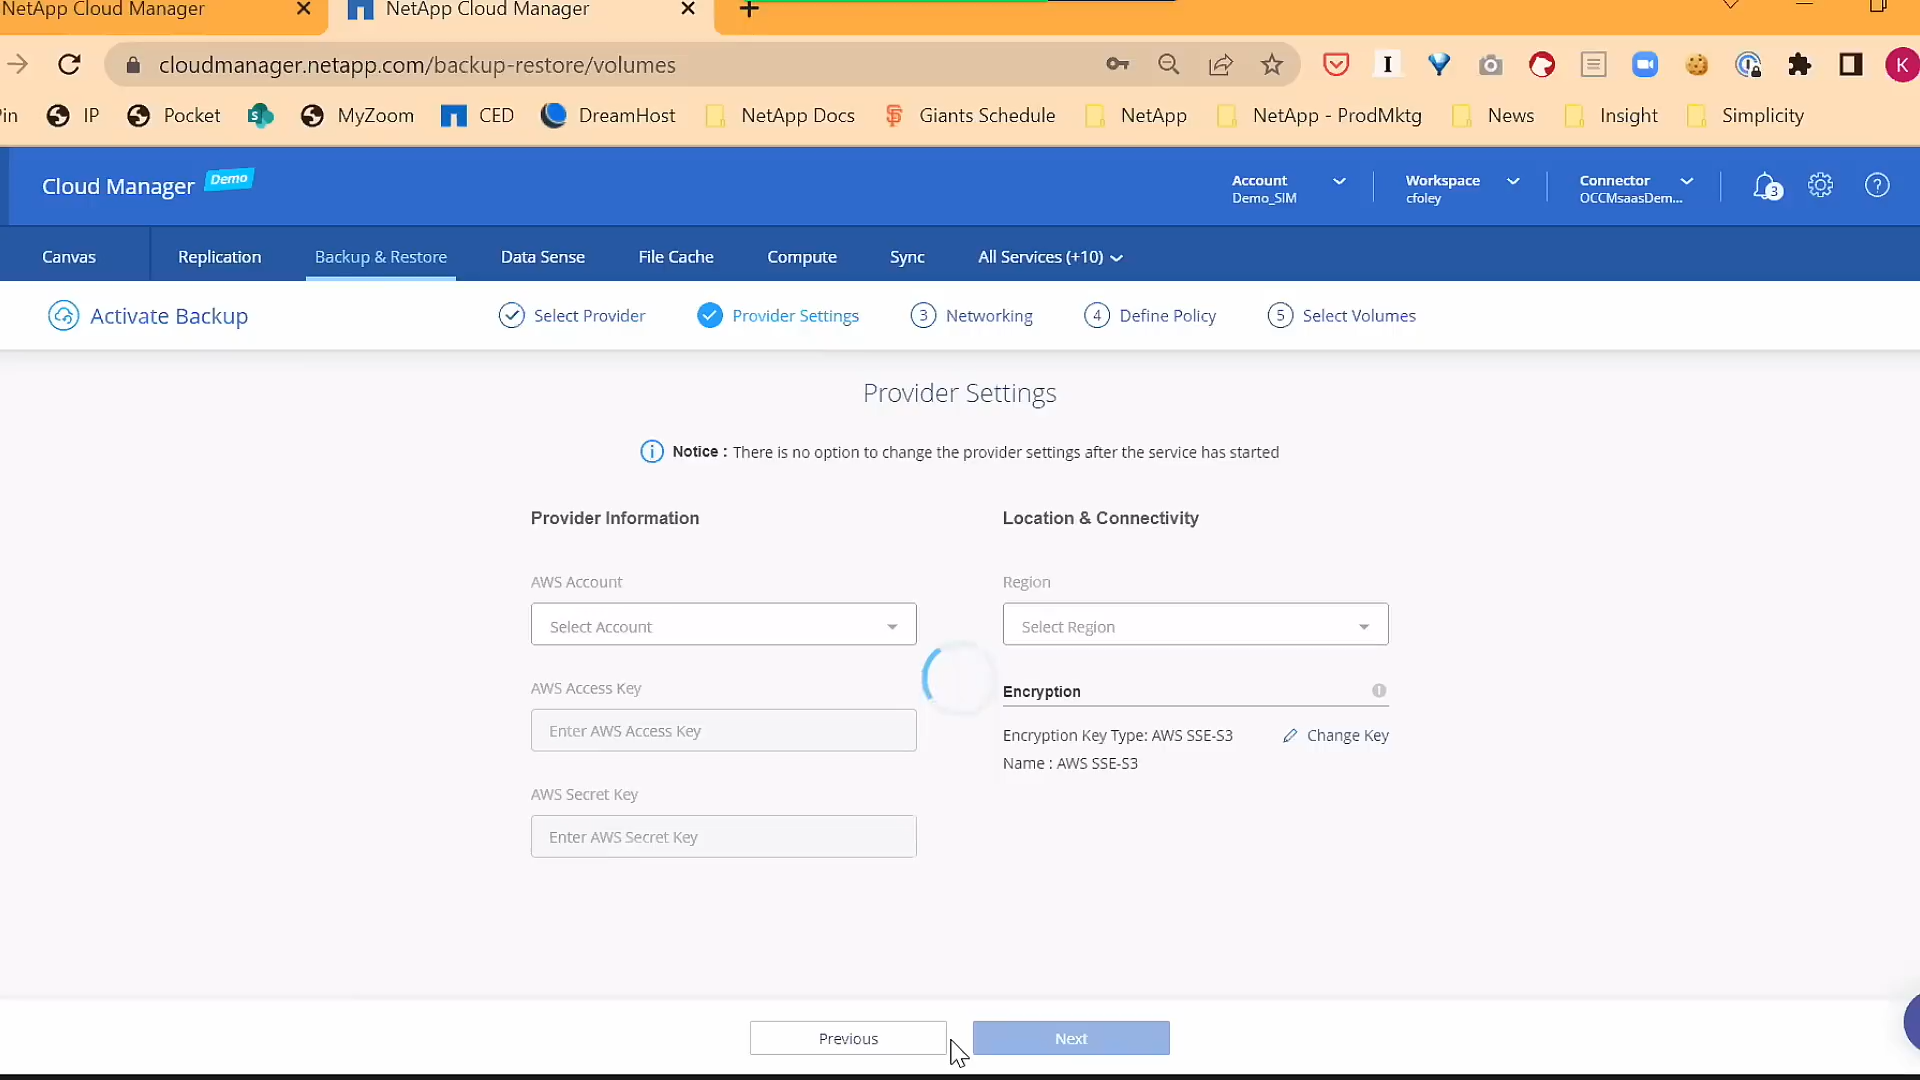 NetApp Cloud Manager
NetApp Cloud Manager
cloudmanager.netapp.com/backup-restore/volumes
IP
Pocket
MyZoom
CED
DreamHost
NetApp Docs
Giants Schedule
NetApp
NetApp - ProdMktg
News
Insight
Simplicity
Cloud Manager Demo
Account
Demo_SIM
Workspace
cfoley
Connector
OCCMsaasDem...
3
Canvas
Replication
Backup & Restore
Data Sense
File Cache
Compute
Sync
All Services (+10)
Activate Backup
Select Provider
Provider Settings
3 Networking
4 Define Policy
5 Select Volumes
Provider Settings
Notice : There is no option to change the provider settings after the service has started
Provider Information
AWS Account
Select Account
AWS Access Key
Enter AWS Access Key
AWS Secret Key
Enter AWS Secret Key
Location & Connectivity
Region
Select Region
Encryption
Encryption Key Type: AWS SSE-S3
Change Key
Name : AWS SSE-S3
Previous
Next
K